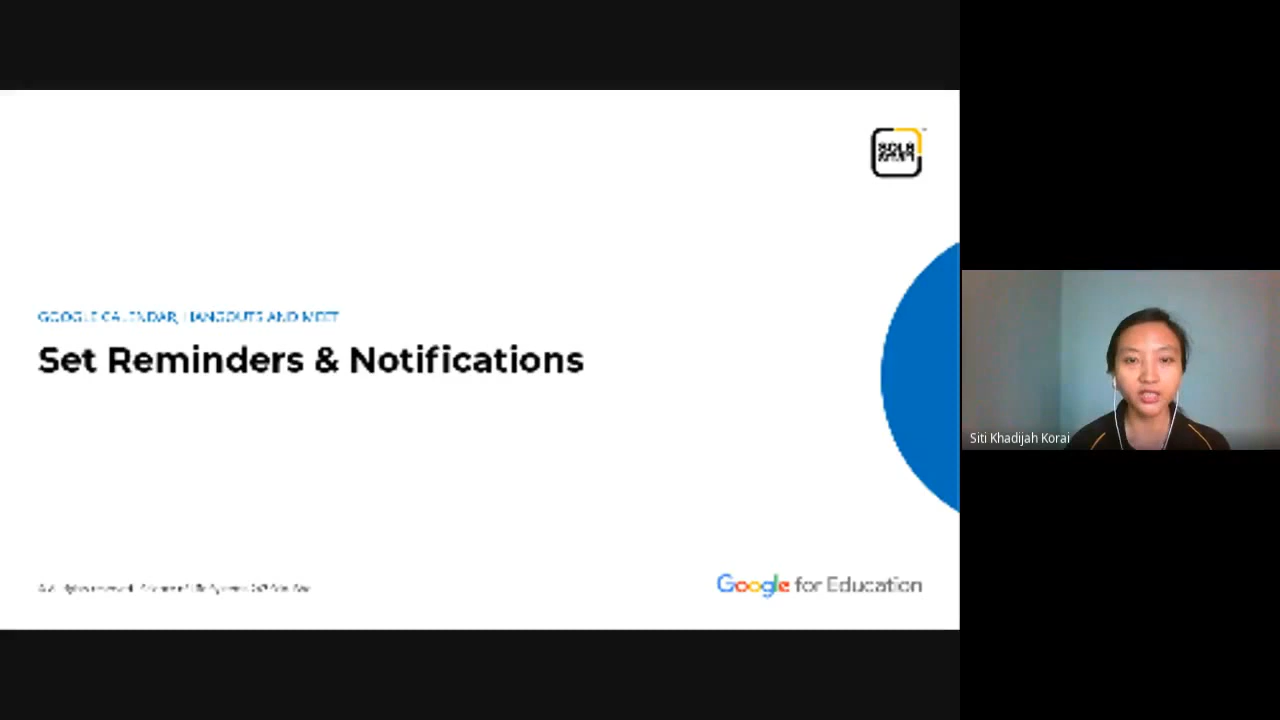 GOOGLE CALENDAR, HANGOUTS AND MEET
Set Reminders & Notifications
Google for Education
Siti Khadijah Korai